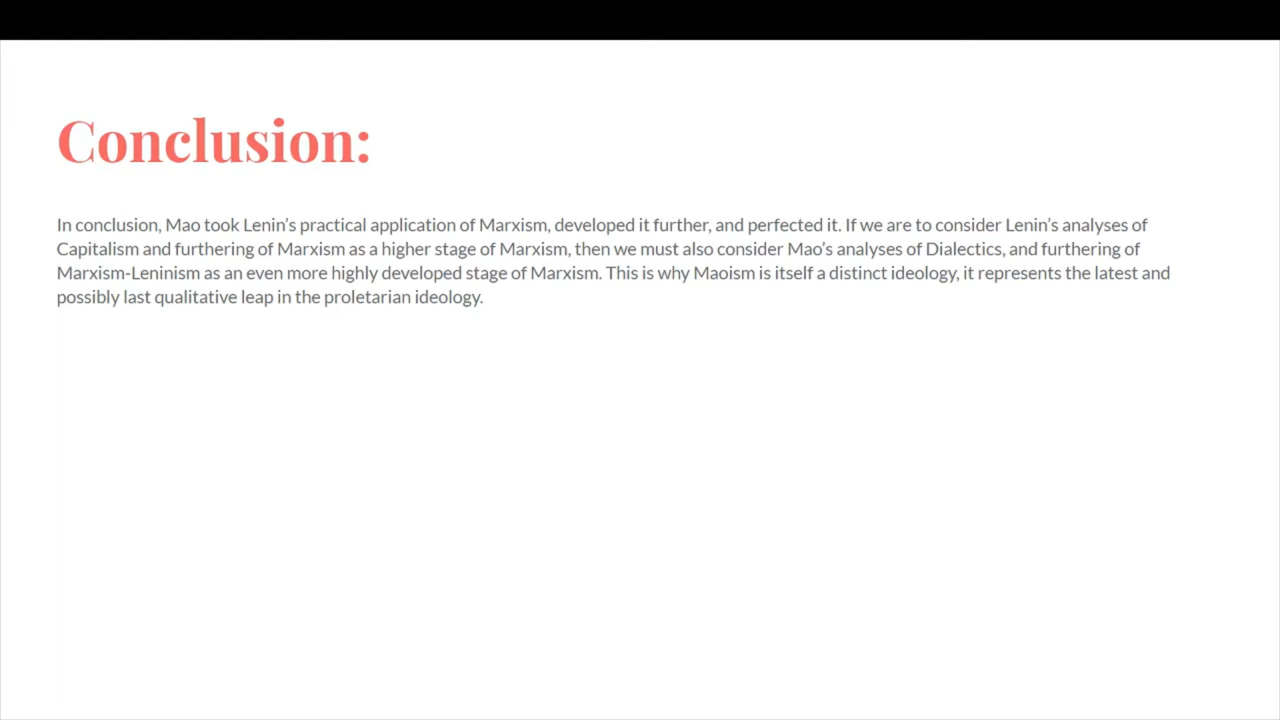 Conclusion:
In conclusion, Mao took Lenin’s practical application of Marxism, developed it further, and perfected it. If we are to consider Lenin’s analyses of
Capitalism and furthering of Marxism as a higher stage of Marxism, then we must also consider Mao’s analyses of Dialectics, and furthering of
Marxism-Leninism as an even more highly developed stage of Marxism. This is why Maoism is itself a distinct ideology, it represents the latest and
possibly last qualitative leap in the proletarian ideology.